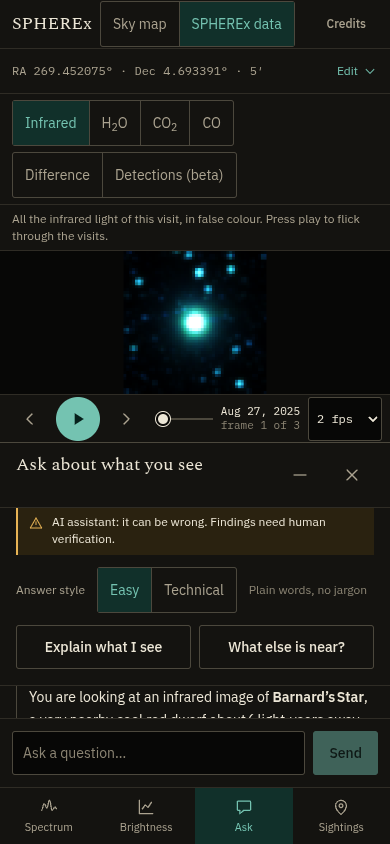 SPHEREx
Sky map
SPHEREx data
Credits
RA 269.452075° · Dec 4.693391° · 5′
Edit
Infrared
H₂O
CO₂
CO
Difference
Detections (beta)
All the infrared light of this visit, in false colour. Press play to flick
through the visits.
Aug 27, 2025
frame 1 of 3
2 fps
Ask about what you see
AI assistant: it can be wrong. Findings need human
verification.
Answer style
Easy
Technical
Plain words, no jargon
Explain what I see
What else is near?
You are looking at an infrared image of Barnard's Star,
Ask a question...
Send
Spectrum
Brightness
Ask
Sightings